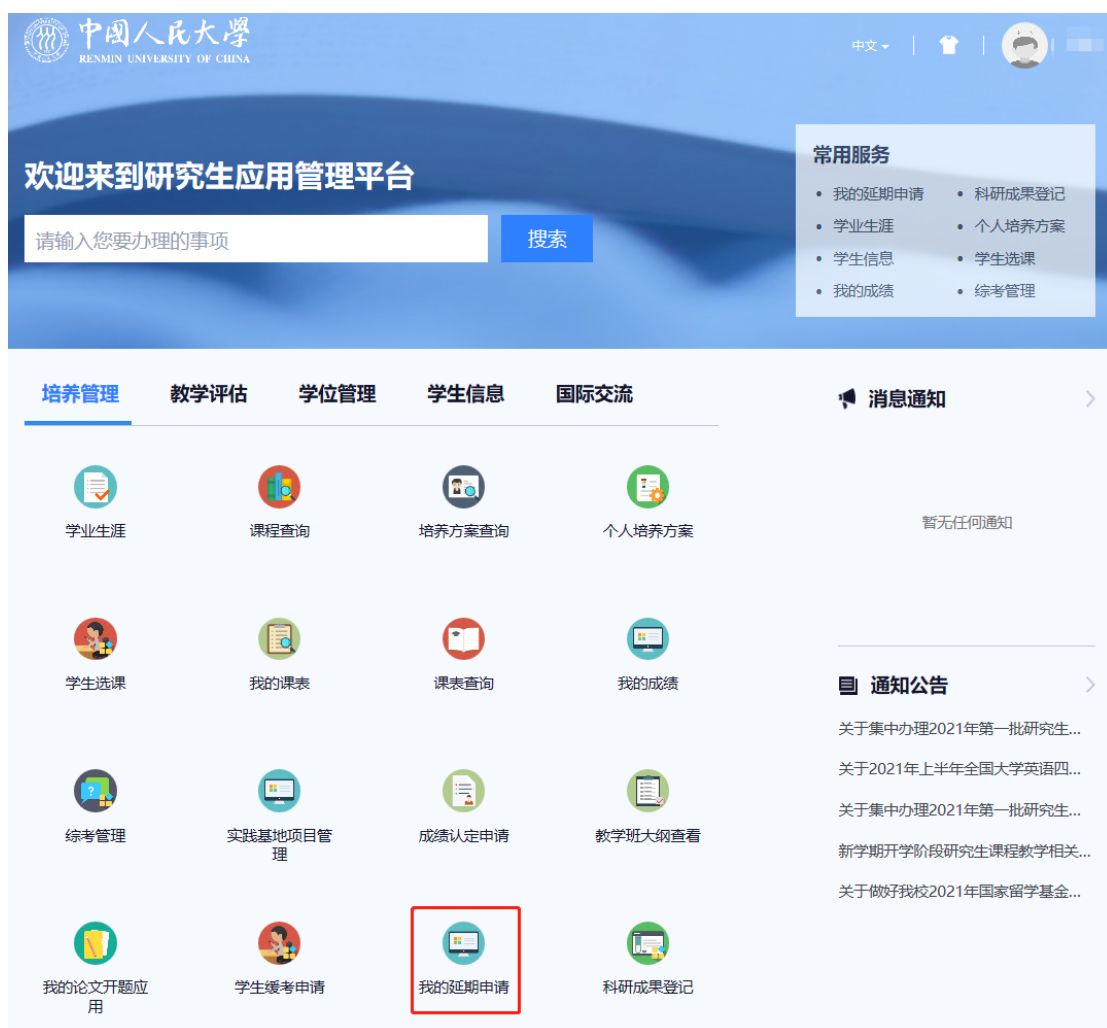 中国人民大学
RENMIN UNIVERSITY OF CHINA
中文
欢迎来到研究生应用管理平台
请输入您要办理的事项
搜索
常用服务
• 我的延期申请 • 科研成果登记
• 学业生涯 • 个人培养方案
• 学生信息 • 学生选课
• 我的成绩 • 综考管理
培养管理 教学评估 学位管理 学生信息 国际交流
学业生涯 课程查询 培养方案查询 个人培养方案
学生选课 我的课表 课表查询 我的成绩
综考管理 实践基地项目管 成绩认定申请 教学班大纲查看
理
我的论文开题应 学生缓考申请 我的延期申请 科研成果登记
用
消息通知
暂无任何通知
通知公告
关于集中办理2021年第一批研究生...
关于2021年上半年全国大学英语四...
关于集中办理2021年第一批研究生...
新学期开学阶段研究生课程教学相关...
关于做好我校2021年国家留学基金...